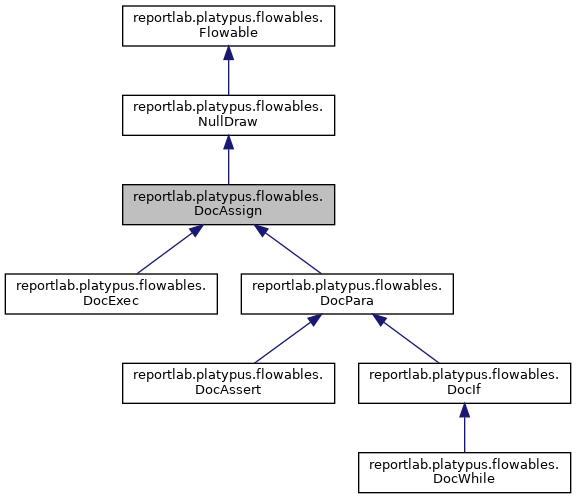 reportlab.platypus.flowables.
Flowable
reportlab.platypus.flowables.
NullDraw
reportlab.platypus.flowables.
DocAssign
reportlab.platypus.flowables.
DocExec
reportlab.platypus.flowables.
DocPara
reportlab.platypus.flowables.
DocAssert
reportlab.platypus.flowables.
DocIf
reportlab.platypus.flowables.
DocWhile